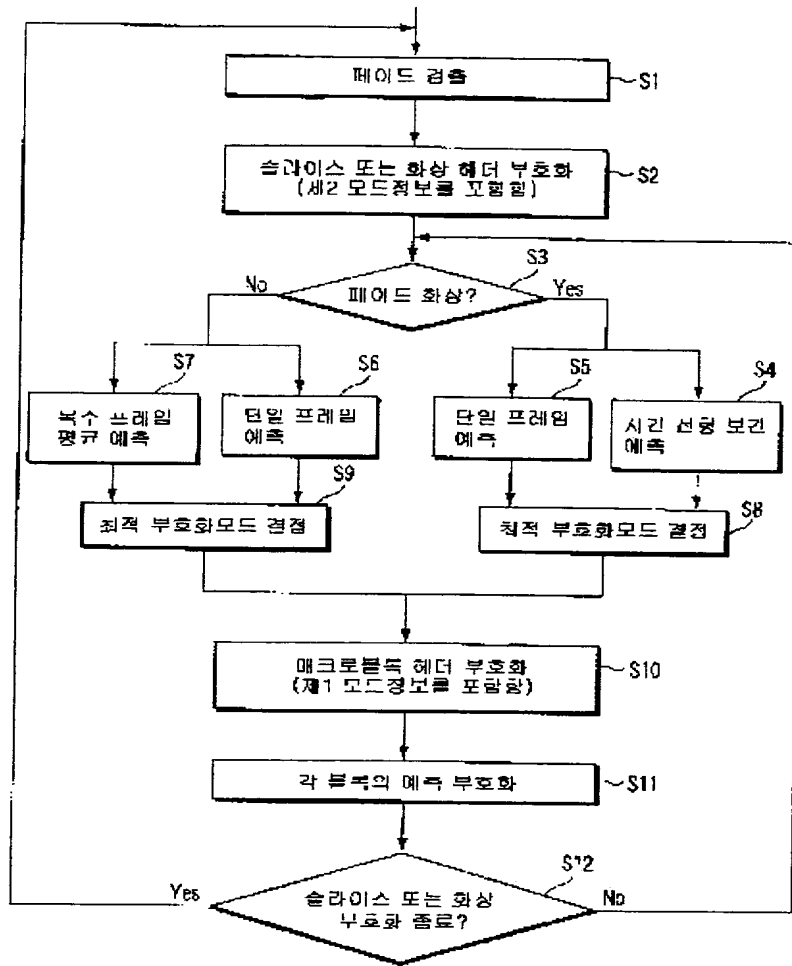 페이드 검출
S1
슬라이스 또는 화상 헤더 부호화
(제2 모드정보를 포함함)
S2
S3
No
페이드 화상?
Yes
S7
S6
S5
S4
복수 프레임
평균 예측
단일 프레임
예측
단일 프레임
예측
시간 선형 보간
예측
S9
최적 부호화모드 결정
S8
최적 부호화모드 결정
매크로블록 헤더 부호화
(제1 모드정보를 포함함)
S10
각 블록의 예측 부호화
S11
S12
Yes
슬라이스 또는 화상
부호화 종료?
No